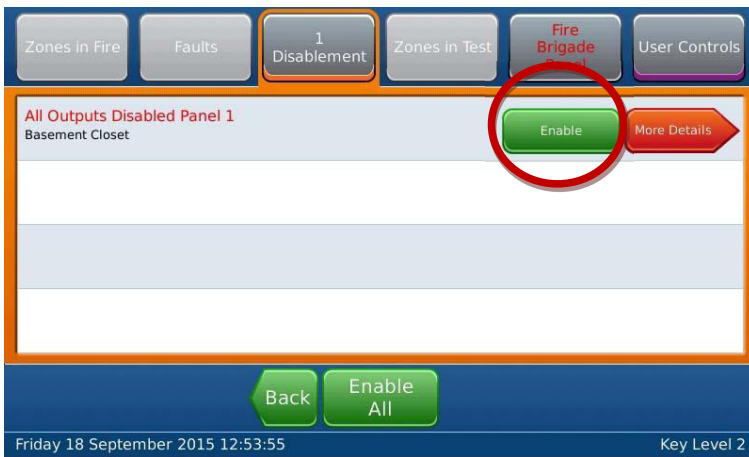 Zones in Fire
Faults
1
Disablement
Zones in Test
Fire
Brigade
Panel
User Controls
All Outputs Disabled Panel 1
Basement Closet
Enable
More Details
Back
Enable
All
Friday 18 September 2015 12:53:55
Key Level 2